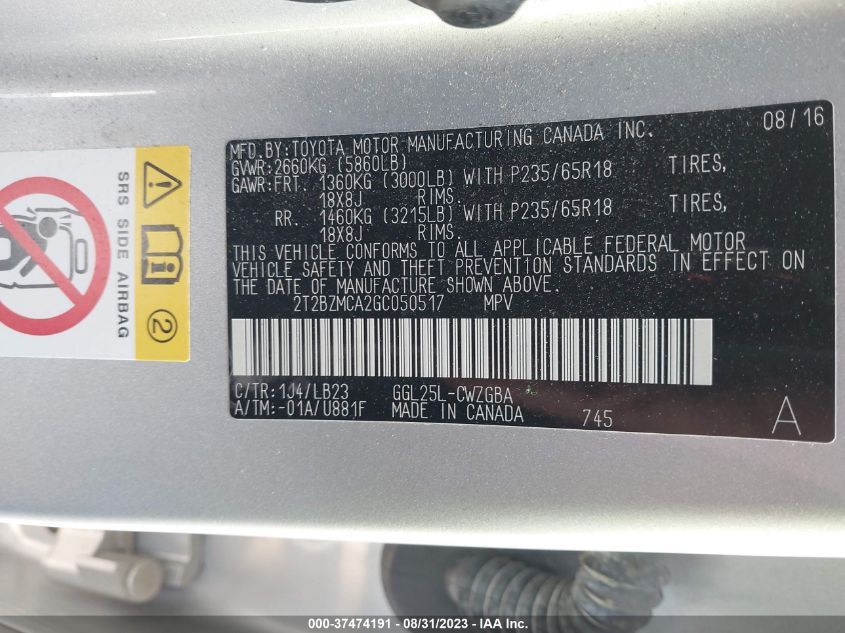 08/16
MFD.BY:TOYOTA MOTOR MANUFACTURING CANADA INC.
GVWR:2660KG (5860LB)
GAWR:FRT. 1360KG (3000LB) WITH P235/65R18 TIRES,
18X8J RIMS.
RR. 1460KG (3215LB) WITH P235/65R18 TIRES,
18X8J RIMS.
THIS VEHICLE CONFORMS TO ALL APPLICABLE FEDERAL MOTOR
VEHICLE SAFETY AND THEFT PREVENTION STANDARDS IN EFFECT ON
THE DATE OF MANUFACTURE SHOWN ABOVE.
2T2BZMCA2GC050517 MPV
C/TR:1J4/LB23 GGL25L-CWZGBA
A/TM:-01A/U881F MADE IN CANADA 745 A
SRS SIDE AIRBAG
2
000-37474191 - 08/31/2023 - IAA Inc.